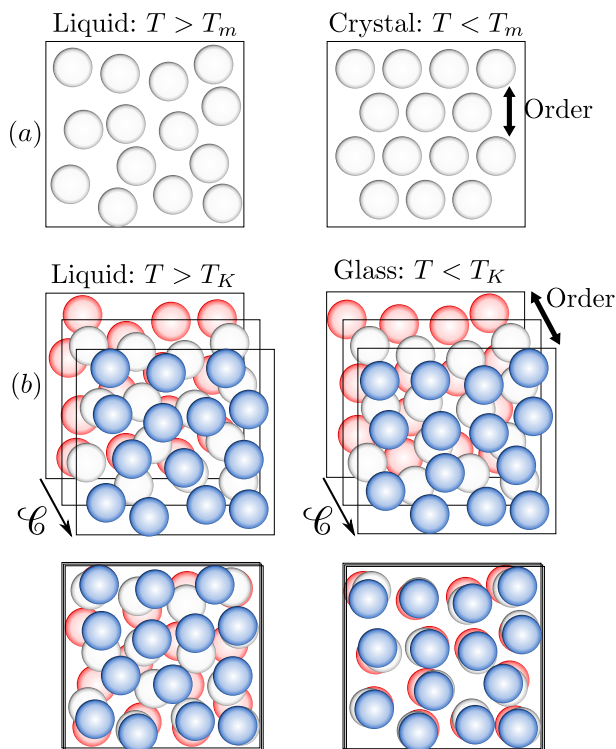 Liquid: T > T_m
Crystal: T < T_m
(a)
Order
Liquid: T > T_K
Glass: T < T_K
Order
(b)
𝒞
𝒞